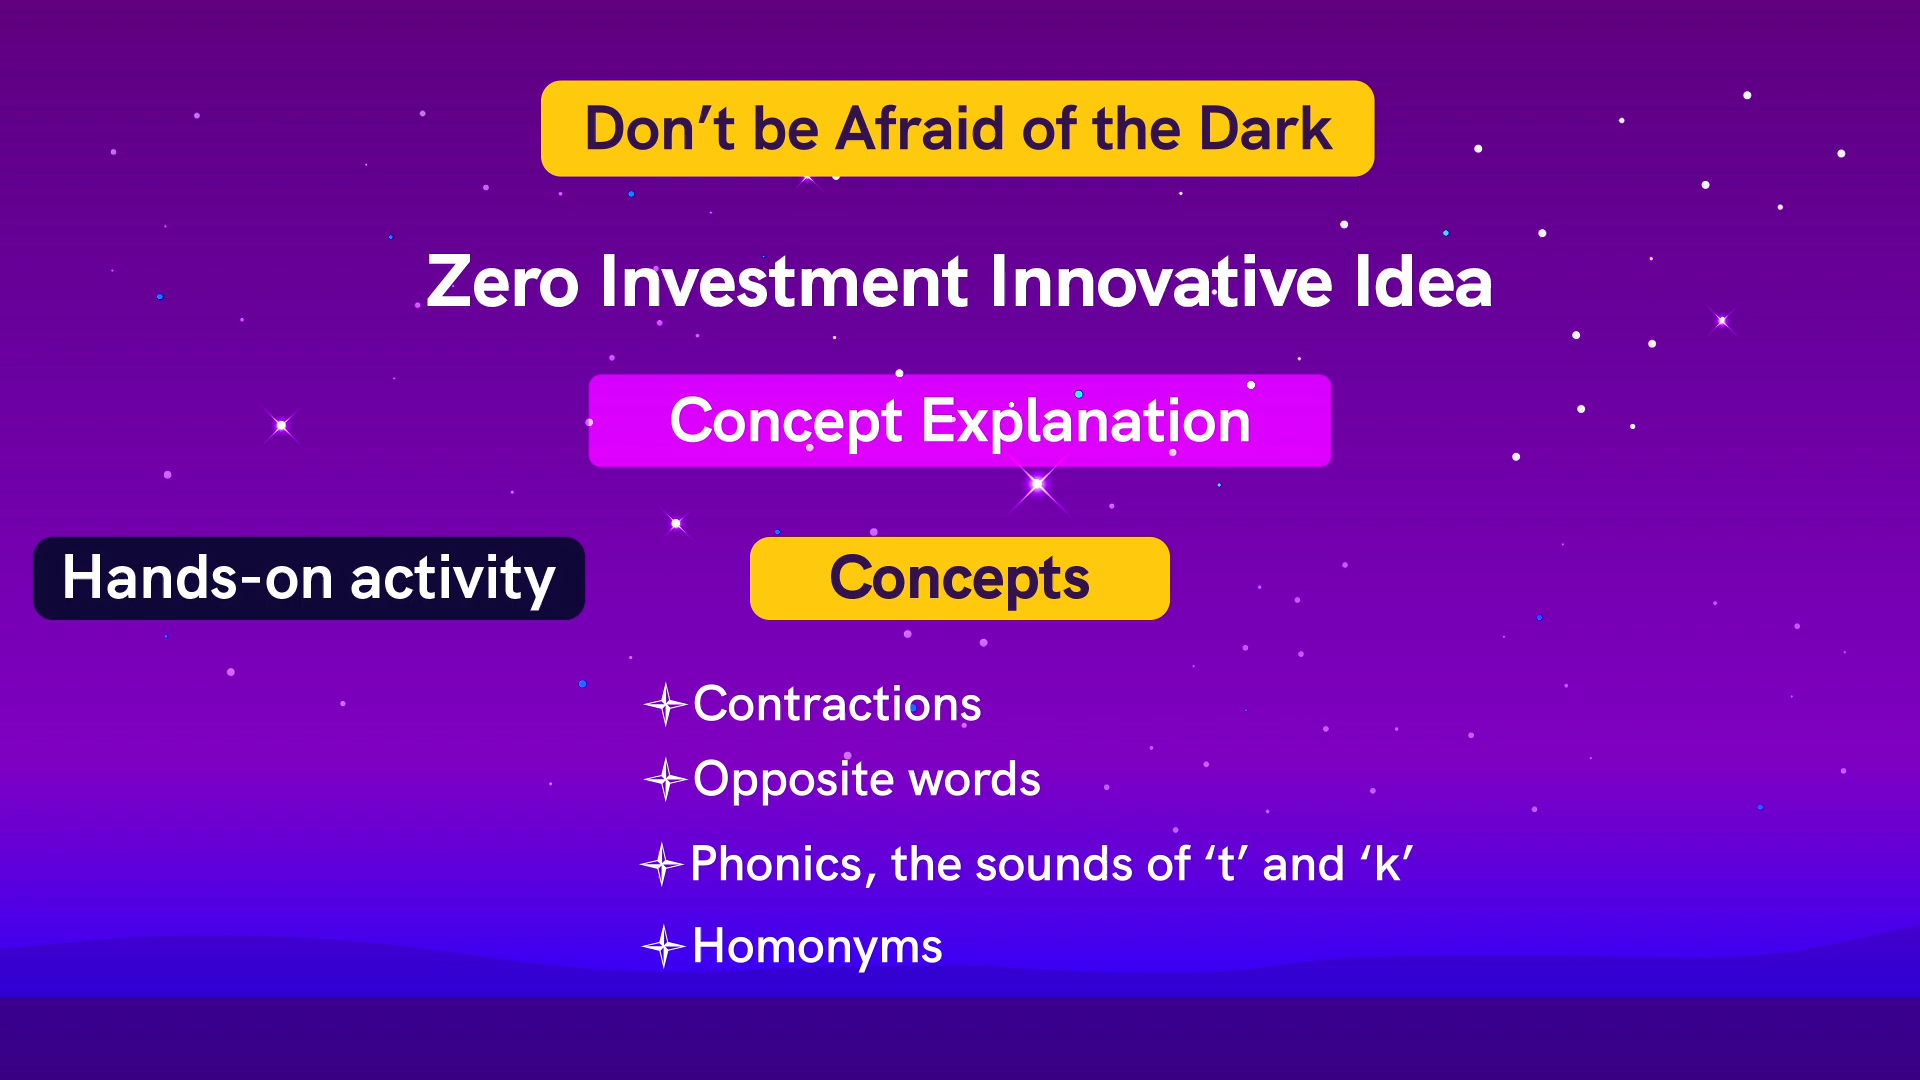 Don’t be Afraid of the Dark
Zero Investment Innovative Idea
Concept Explanation
Hands-on activity
Concepts
Contractions
Opposite words
Phonics, the sounds of ‘t’ and ‘k’
Homonyms